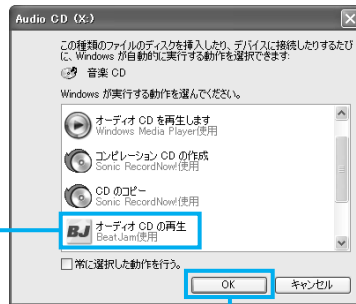 Audio CD (X:)
この種類のファイルのディスクを挿入したり、デバイスに接続したりするたび
に、Windows が自動的に実行する動作を選択できます:
音楽 CD
Windows が実行する動作を選んでください。
オーディオ CD を再生します
Windows Media Player使用
コンピレーション CD の作成
Sonic RecordNow!使用
CD のコピー
Sonic RecordNow!使用
BJ オーディオ CD の再生
BeatJam使用
常に選択した動作を行う。
OK キャンセル